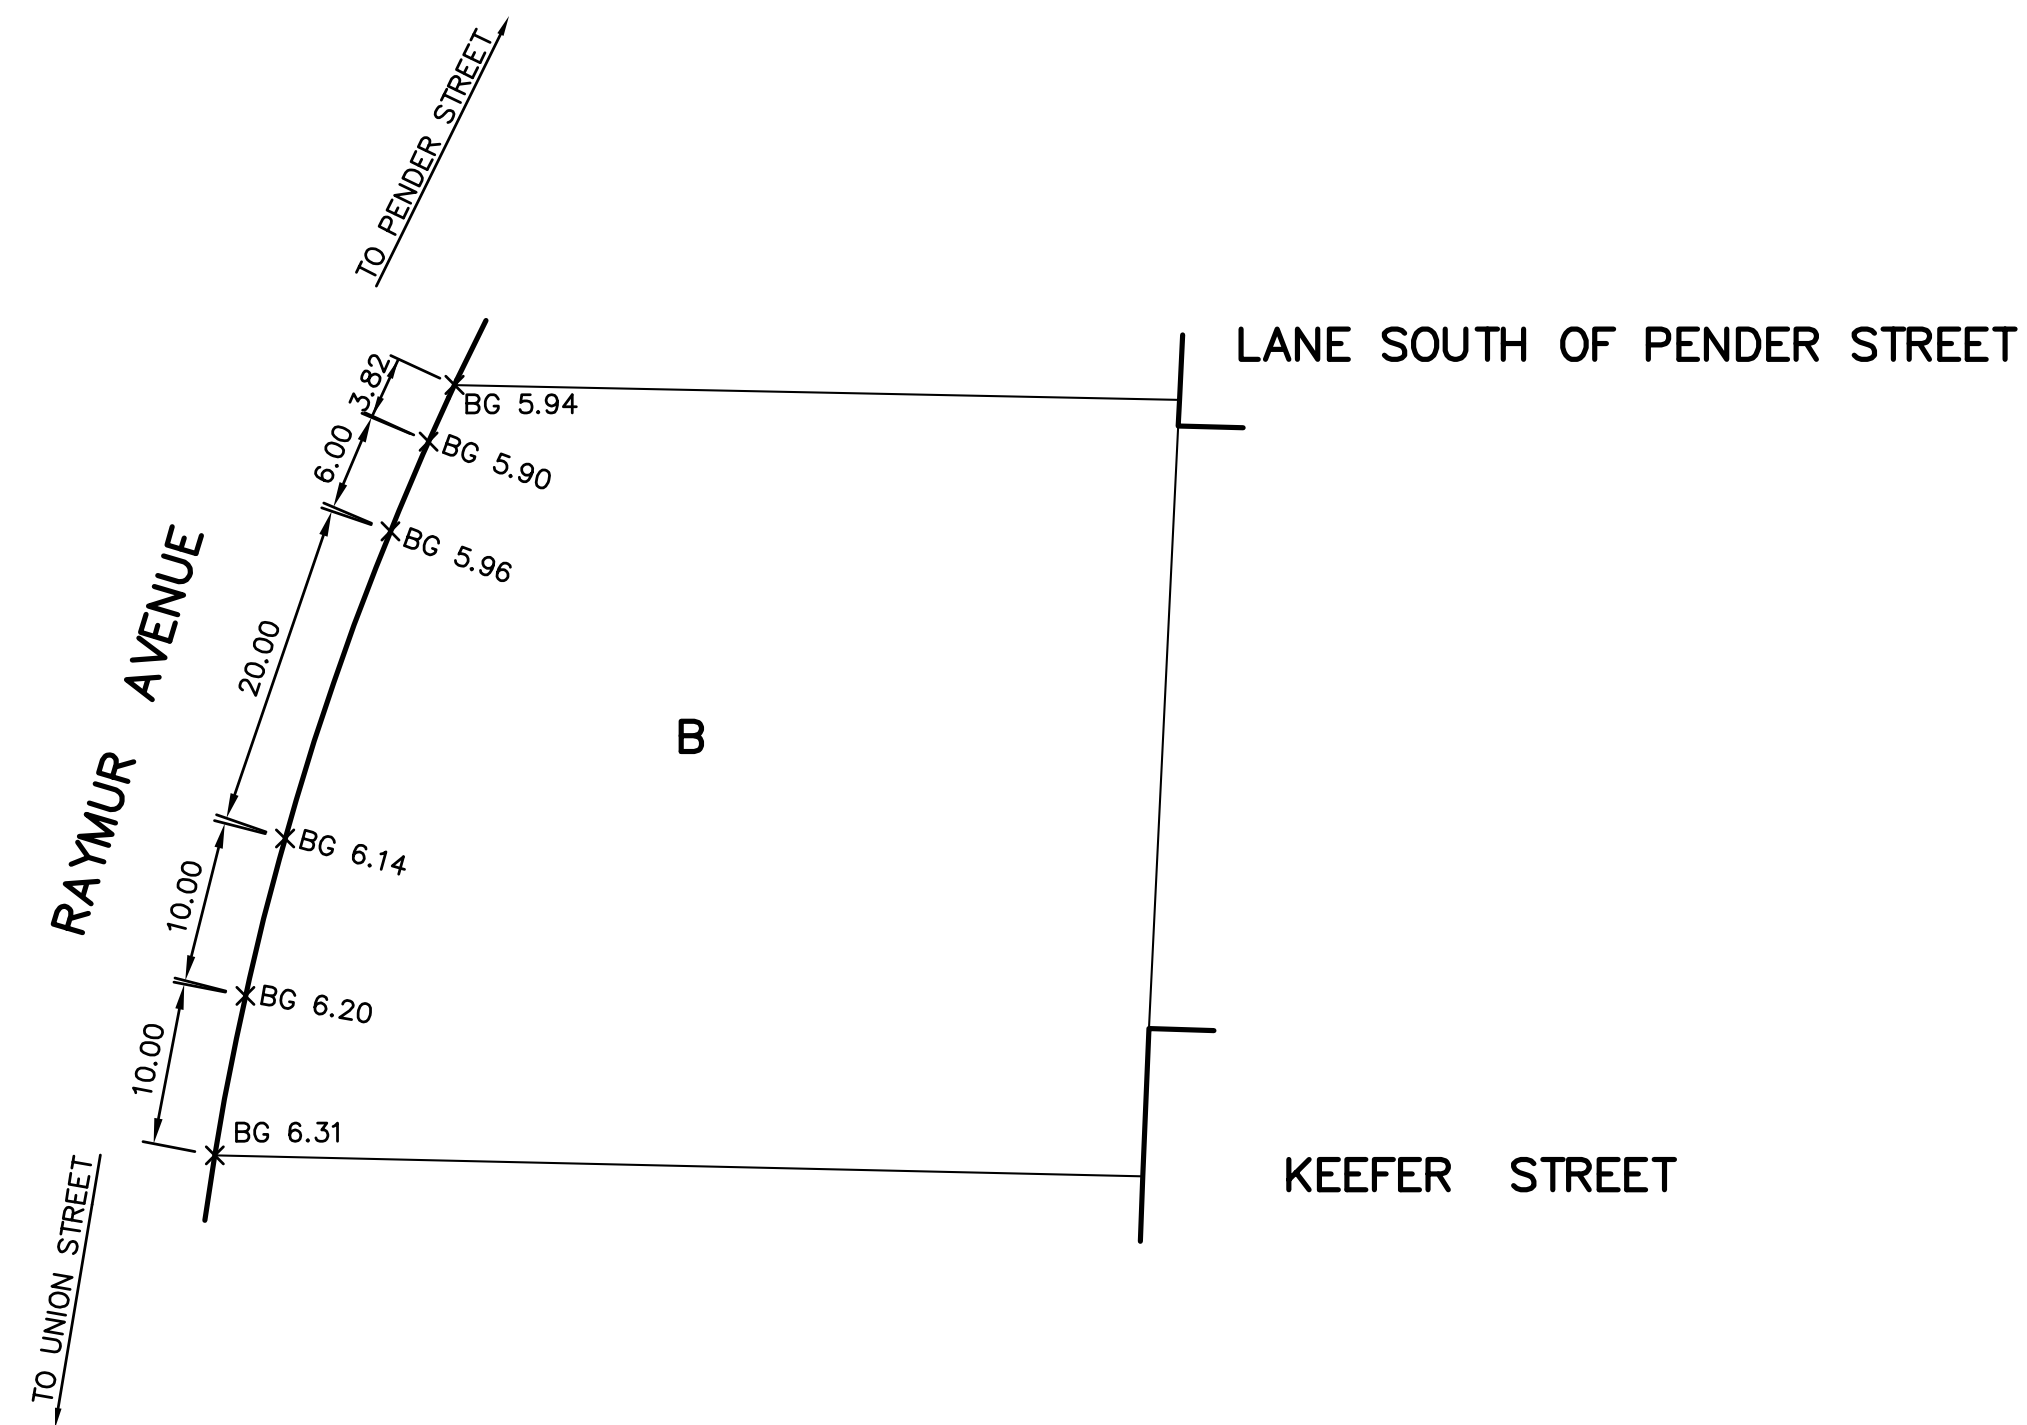 TO PENDER STREET
LANE SOUTH OF PENDER STREET
3.82
BG 5.94
6.00
BG 5.90
BG 5.96
RAYMUR AVENUE
20.00
B
BG 6.14
10.00
BG 6.20
10.00
BG 6.31
KEEFER STREET
TO UNION STREET